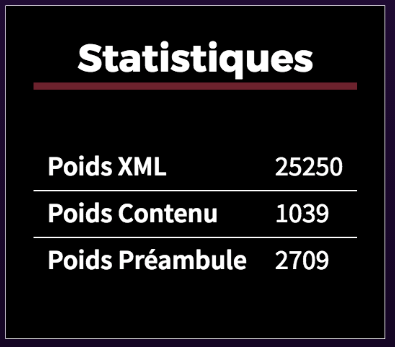 Statistiques
Poids XML 25250
Poids Contenu 1039
Poids Préambule 2709